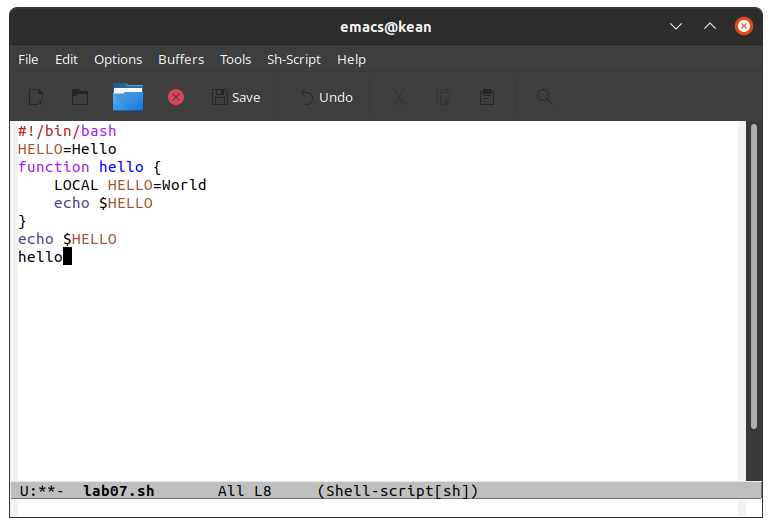 emacs@kean
File Edit Options Buffers Tools Sh-Script Help
Save Undo
#!/bin/bash
HELLO=Hello
function hello {
    LOCAL HELLO=World
    echo $HELLO
}
echo $HELLO
hello
U:**-  lab07.sh       All L8     (Shell-script[sh])